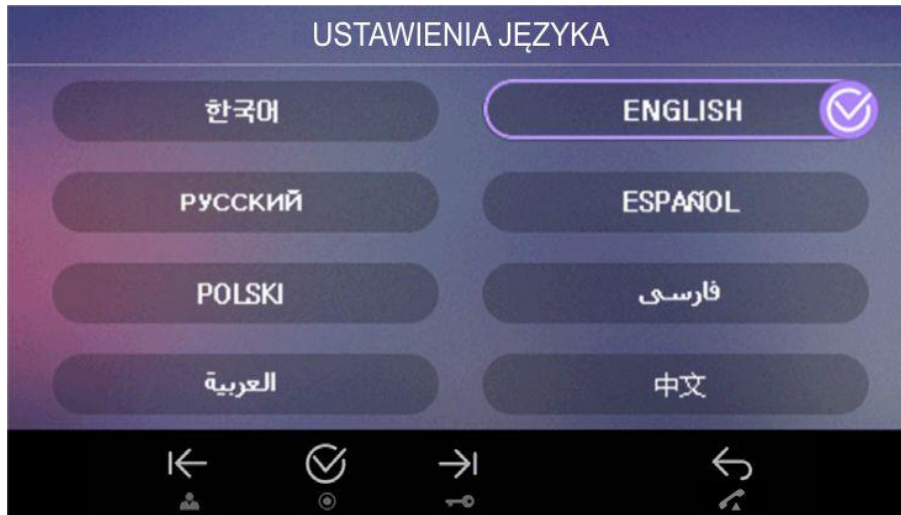 USTAWIENIA JĘZYKA
한국어
ENGLISH
РУССКИЙ
ESPAÑOL
POLSKI
فارسی
العربية
中文